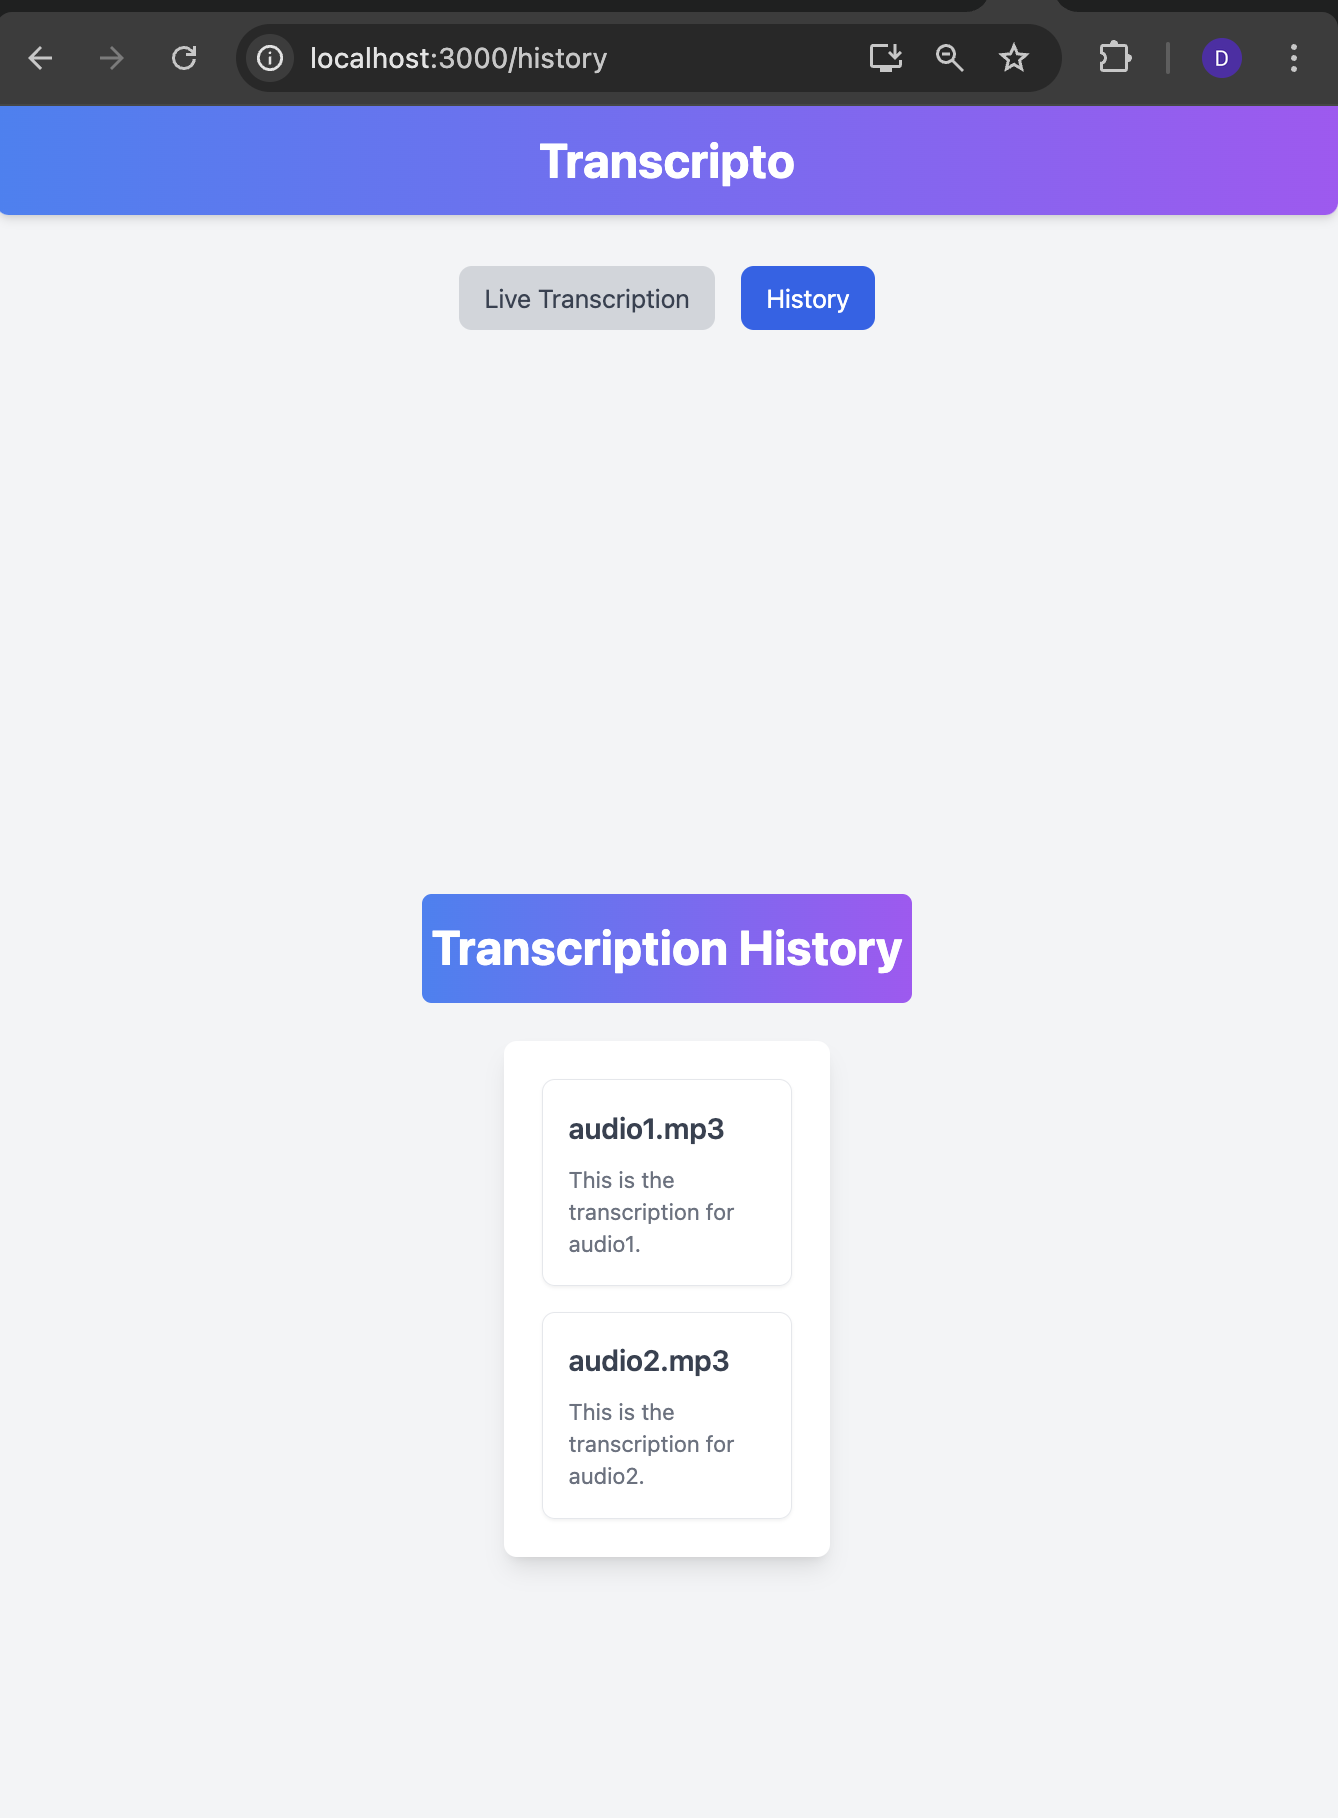 localhost:3000/history
D
Transcripto
Live Transcription
History
Transcription History
audio1.mp3
This is the
transcription for
audio1.
audio2.mp3
This is the
transcription for
audio2.